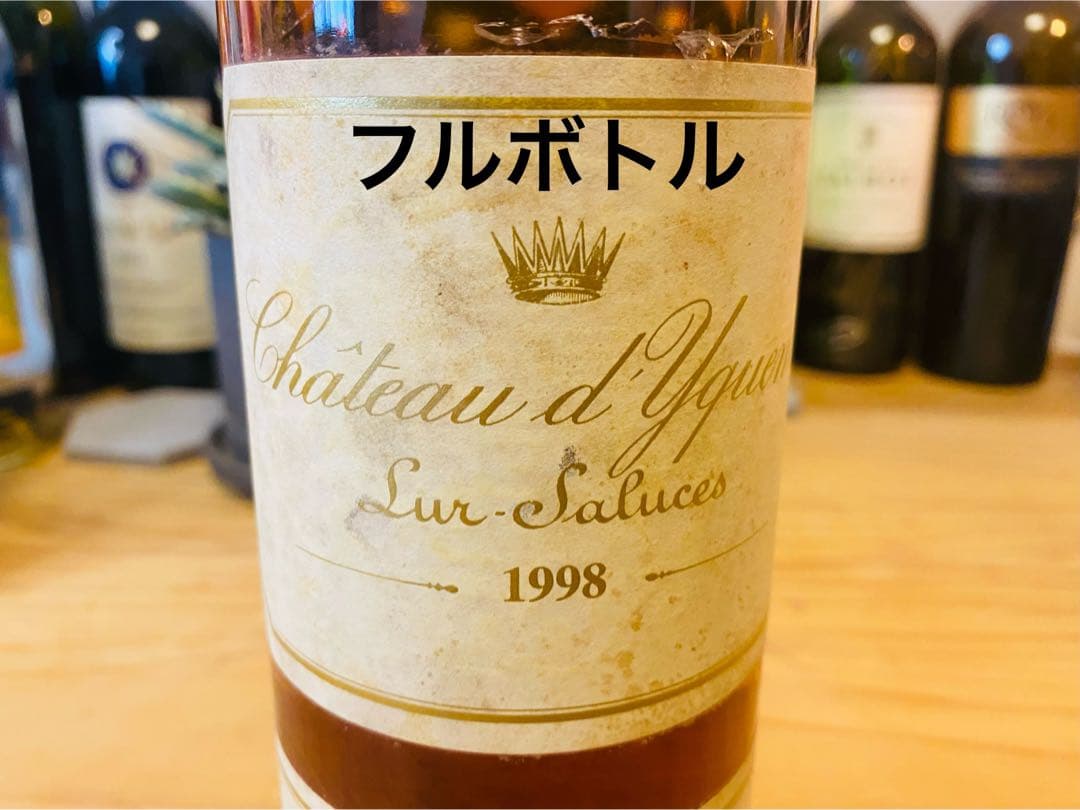 フルボトル
Château d'Yquem
Lur-Saluces
1998